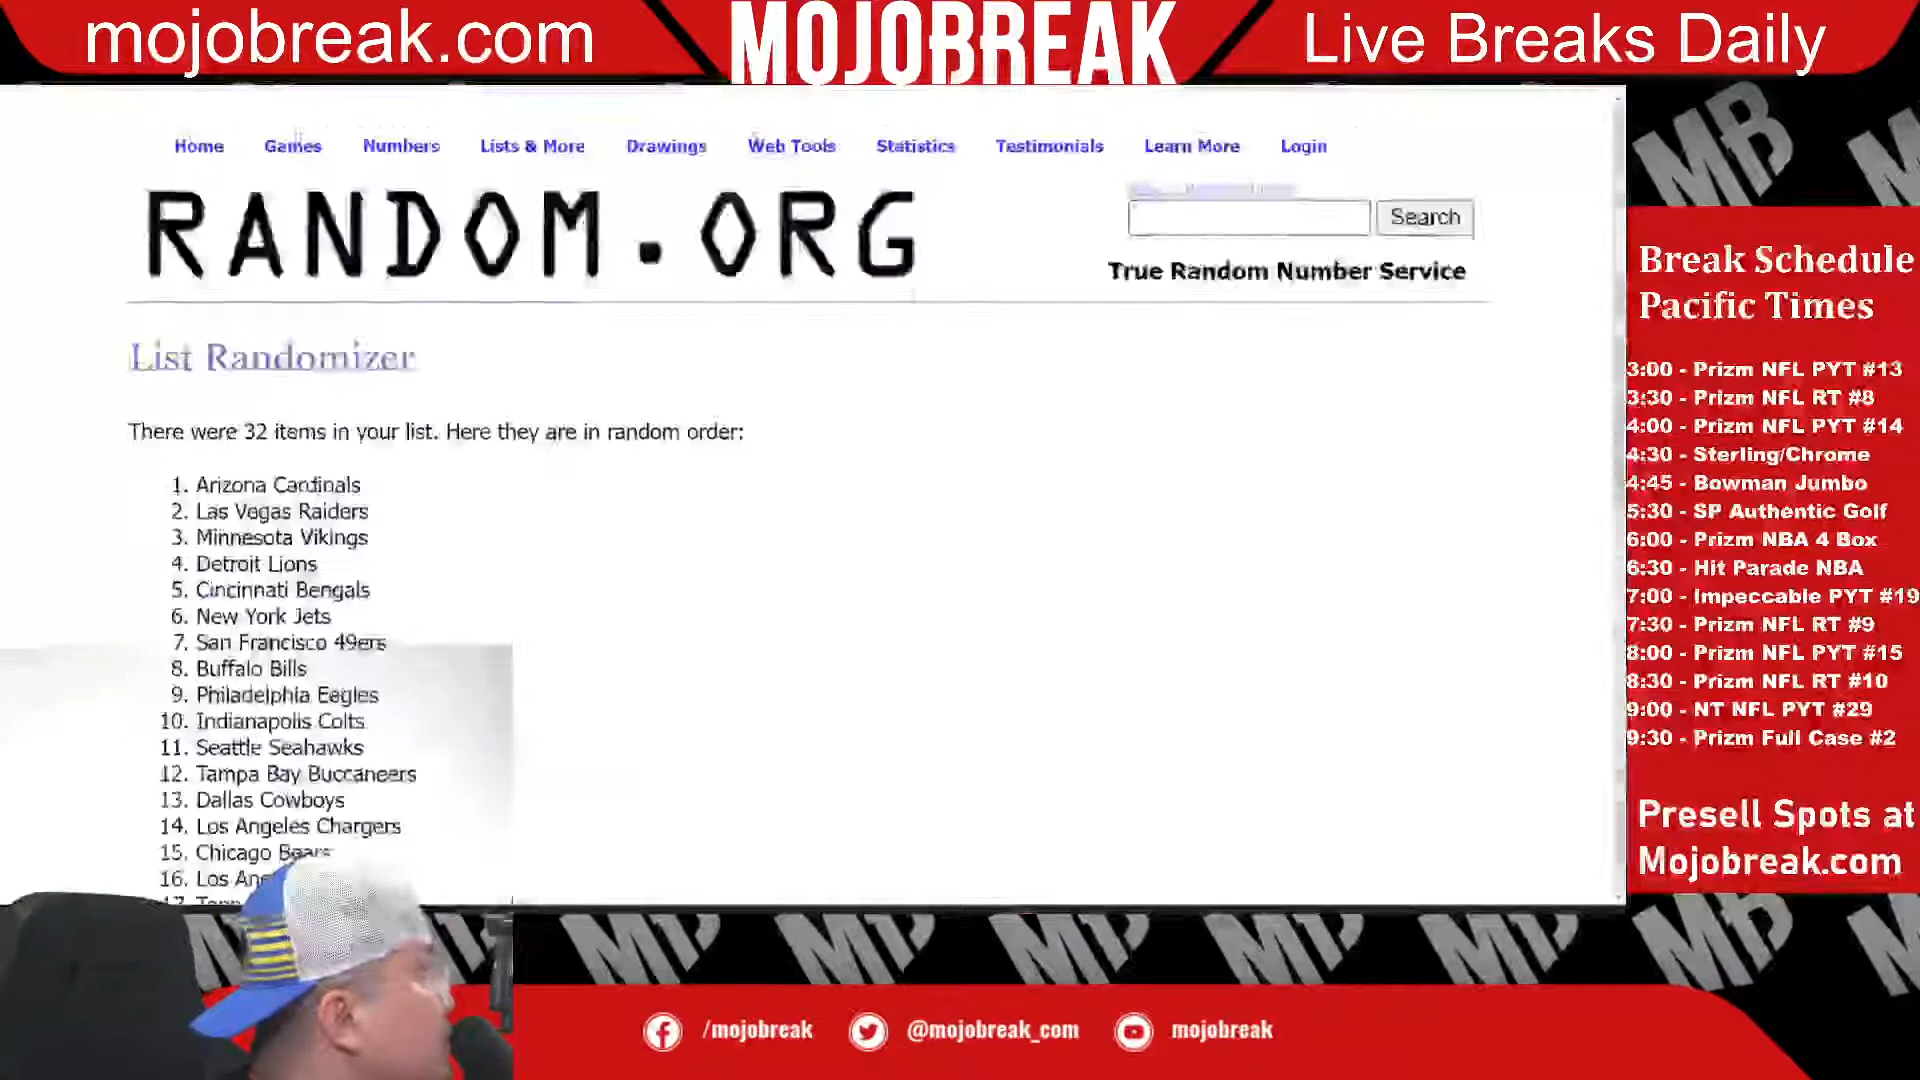 mojobreak.com
MOJOBREAK
Live Breaks Daily
Home Games Numbers Lists & More Drawings Web Tools Statistics Testimonials Learn More Login
RANDOM.ORG
Search
True Random Number Service
List Randomizer
There were 32 items in your list. Here they are in random order:
1. Arizona Cardinals
2. Las Vegas Raiders
3. Minnesota Vikings
4. Detroit Lions
5. Cincinnati Bengals
6. New York Jets
7. San Francisco 49ers
8. Buffalo Bills
9. Philadelphia Eagles
10. Indianapolis Colts
11. Seattle Seahawks
12. Tampa Bay Buccaneers
13. Dallas Cowboys
14. Los Angeles Chargers
15. Chicago Bears
16. Los
17.
Break Schedule
Pacific Times
3:00 - Prizm NFL PYT #13
3:30 - Prizm NFL RT #8
4:00 - Prizm NFL PYT #14
4:30 - Sterling/Chrome
4:45 - Bowman Jumbo
5:30 - SP Authentic Golf
6:00 - Prizm NBA 4 Box
6:30 - Hit Parade NBA
7:00 - Impeccable PYT #19
7:30 - Prizm NFL RT #9
8:00 - Prizm NFL PYT #15
8:30 - Prizm NFL RT #10
9:00 - NT NFL PYT #29
9:30 - Prizm Full Case #2
Presell Spots at
Mojobreak.com
MB
MB
/mojobreak @mojobreak_com mojobreak